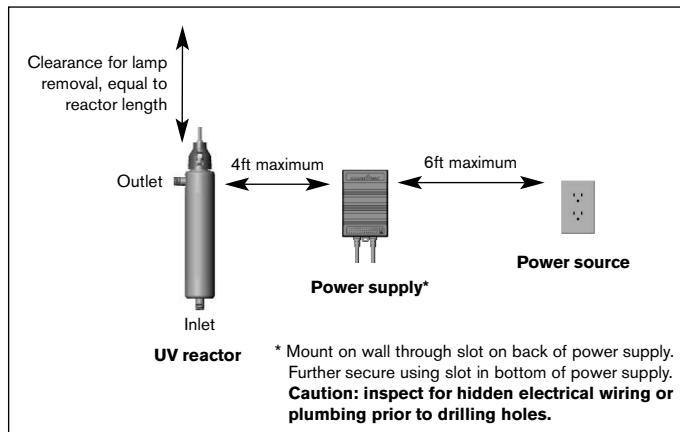 Clearance for lamp
removal, equal to
reactor length
4ft maximum
6ft maximum
Outlet
Power source
Power supply*
Inlet
UV reactor
* Mount on wall through slot on back of power supply.
Further secure using slot in bottom of power supply.
Caution: inspect for hidden electrical wiring or
plumbing prior to drilling holes.